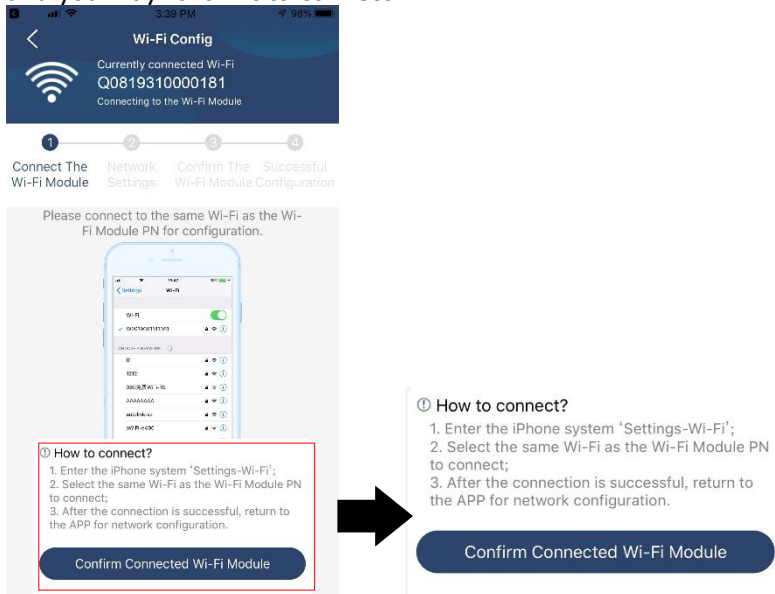 3:39 PM
98%
Wi-Fi Config
Currently connected Wi-Fi
Q0819310000181
Connecting to the Wi-Fi Module
1
2
3
4
Connect The
Wi-Fi Module
Network
Settings
Confirm The
Wi-Fi Module
Successful
Configuration
Please connect to the same Wi-Fi as the Wi-
Fi Module PN for configuration.
Settings
Wi-Fi
Wi-Fi
1212
AAAAAAAA
How to connect?
1. Enter the iPhone system ‘Settings-Wi-Fi’;
2. Select the same Wi-Fi as the Wi-Fi Module PN
to connect;
3. After the connection is successful, return to
the APP for network configuration.
Confirm Connected Wi-Fi Module
How to connect?
1. Enter the iPhone system ‘Settings-Wi-Fi’;
2. Select the same Wi-Fi as the Wi-Fi Module PN
to connect;
3. After the connection is successful, return to
the APP for network configuration.
Confirm Connected Wi-Fi Module